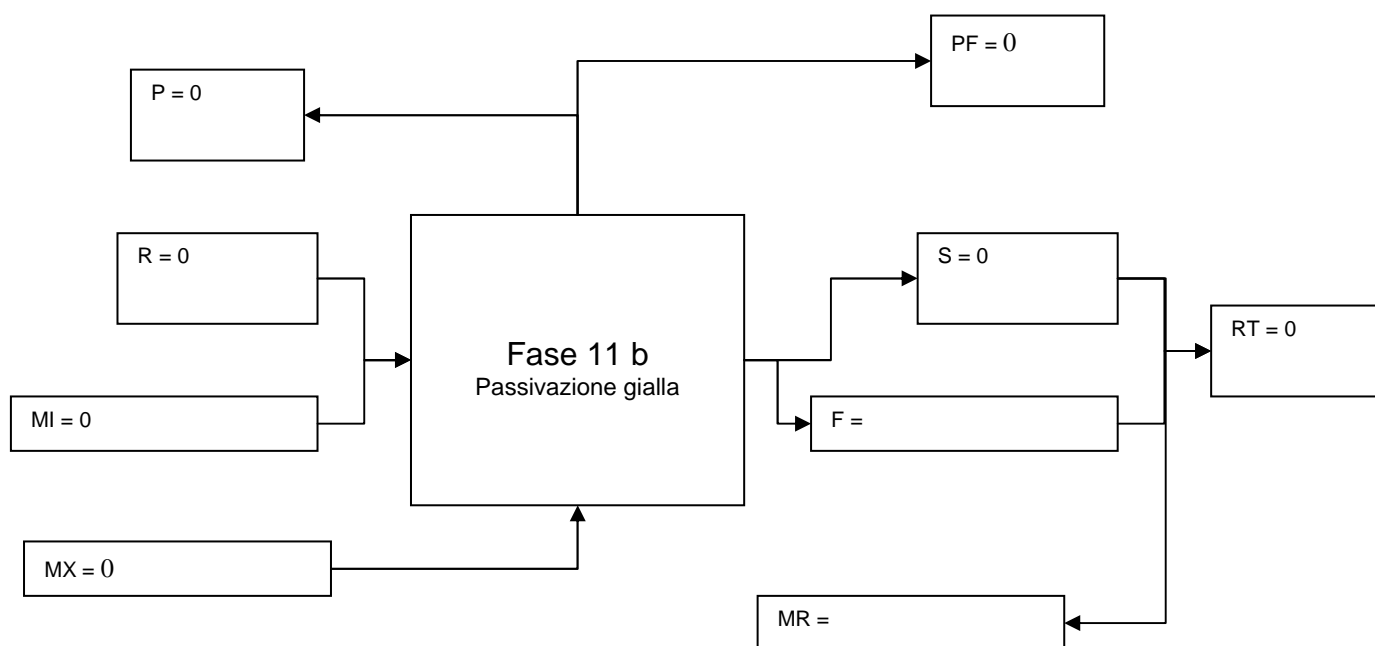 PF = 0
P = 0
R = 0
S = 0
RT = 0
Fase 11 b
Passivazione gialla
MI = 0
F =
MX = 0
MR =